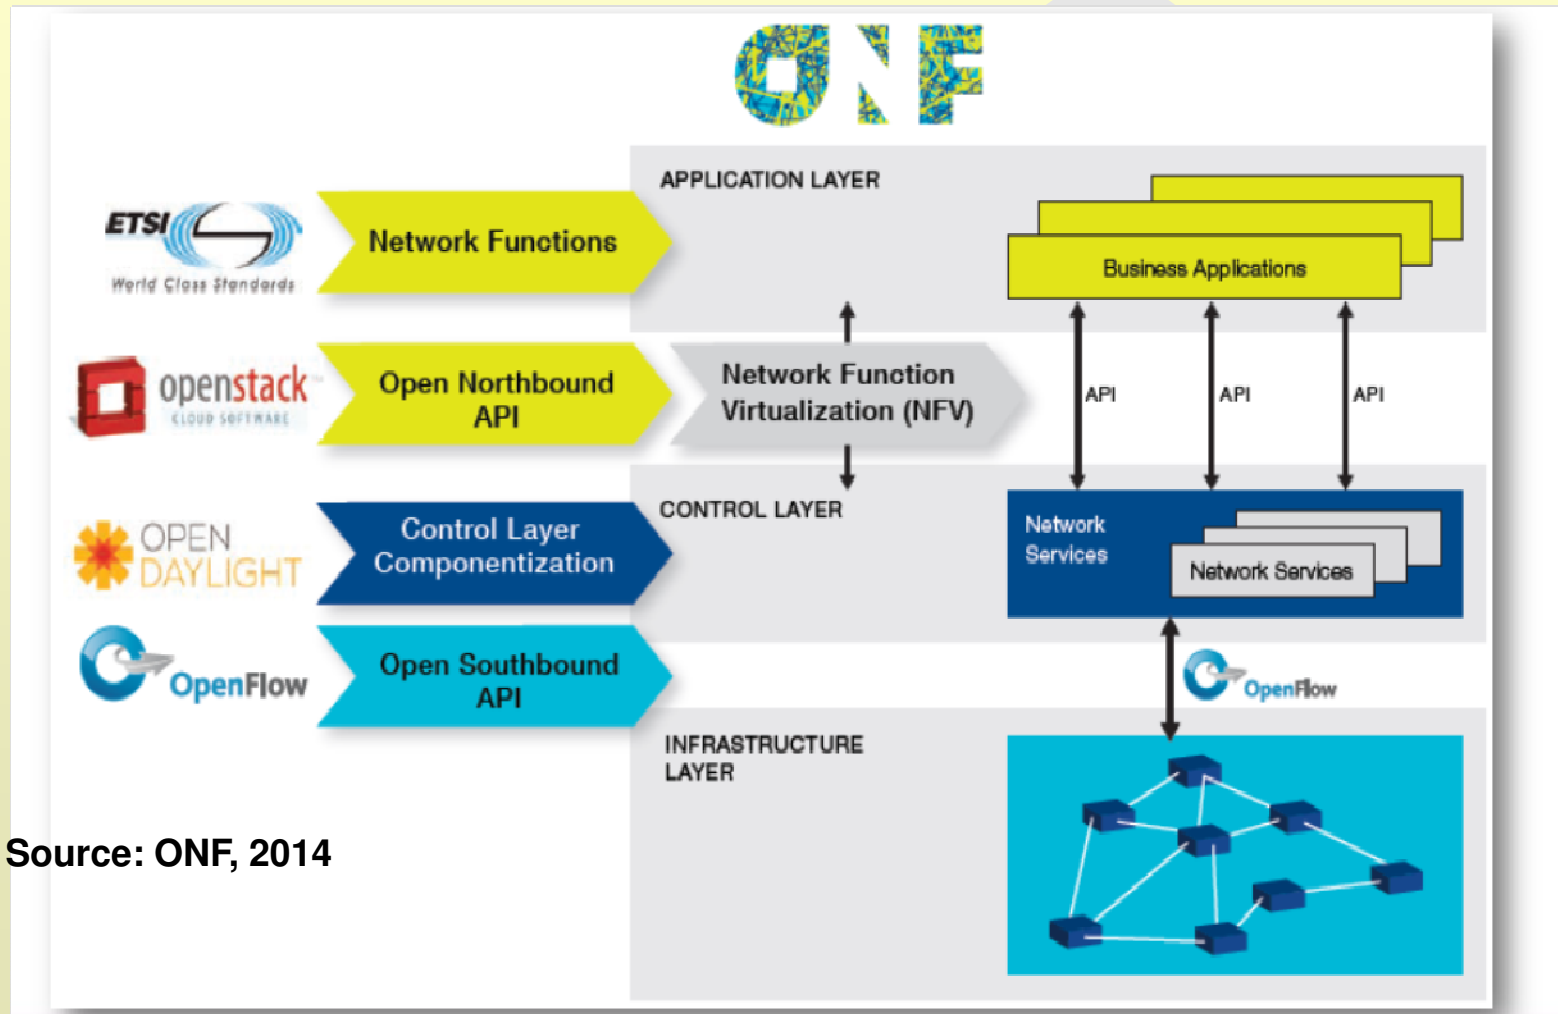 ONF
APPLICATION LAYER
ETSI
World Class Standards
Network Functions
Business Applications
openstack
CLOUD SOFTWARE
Open Northbound
API
Network Function
Virtualization (NFV)
API
API
API
OPEN
DAYLIGHT
Control Layer
Componentization
CONTROL LAYER
Network
Services
Network Services
OpenFlow
Open Southbound
API
OpenFlow
INFRASTRUCTURE
LAYER
Source: ONF, 2014